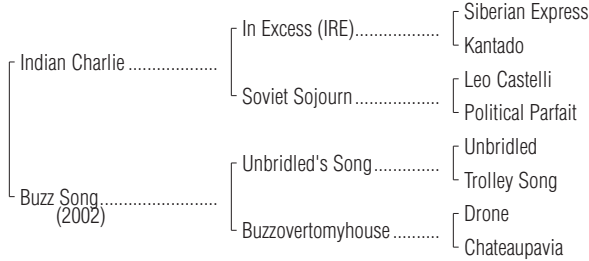 Siberian Express
In Excess (IRE)..................
Kantado
Indian Charlie ...................
Leo Castelli
Soviet Sojourn..................
Political Parfait
Unbridled
Unbridled's Song..............
Trolley Song
Buzz Song.........................
(2002)
Drone
Buzzovertomyhouse ..........
Chateaupavia